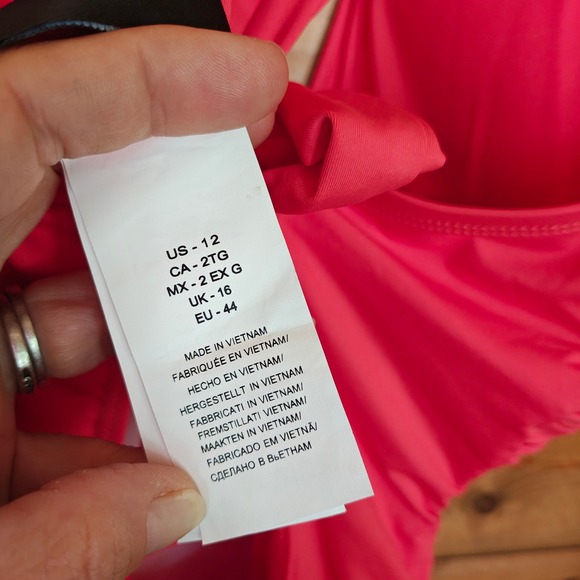 US - 12
CA - 2TG
MX - 2 EX G
UK - 16
EU - 44
MADE IN VIETNAM
FABRIQUÉE EN VIETNAM/
HECHO EN VIETNAM/
HERGESTELLT IN VIETNAM
FABBRICATI IN VIETNAM/
FREMSTILLATI VIETNAM/
MAAKTEN IN VIETNAM/
FABRICADO EM VIETNÃ/
СДЕЛАНО В ВЬЕТНАМ